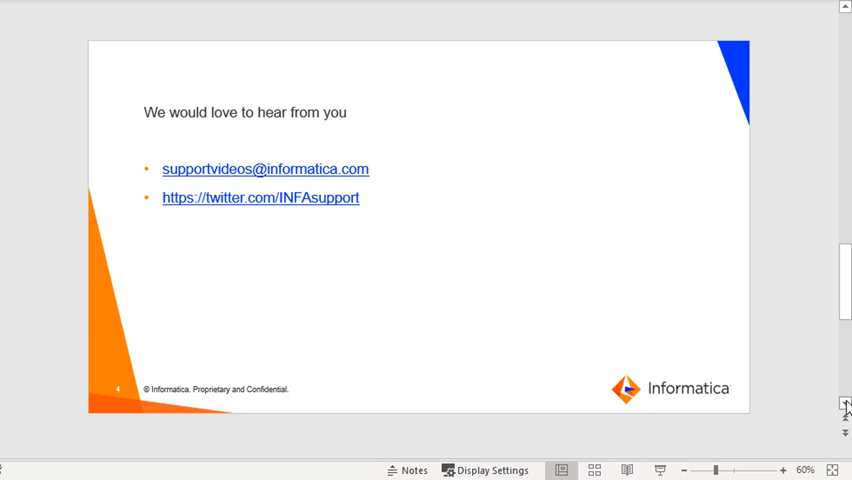 We would love to hear from you
• supportvideos@informatica.com
• https://twitter.com/INFAsupport
4 © Informatica. Proprietary and Confidential.
Informatica
Notes Display Settings 60%